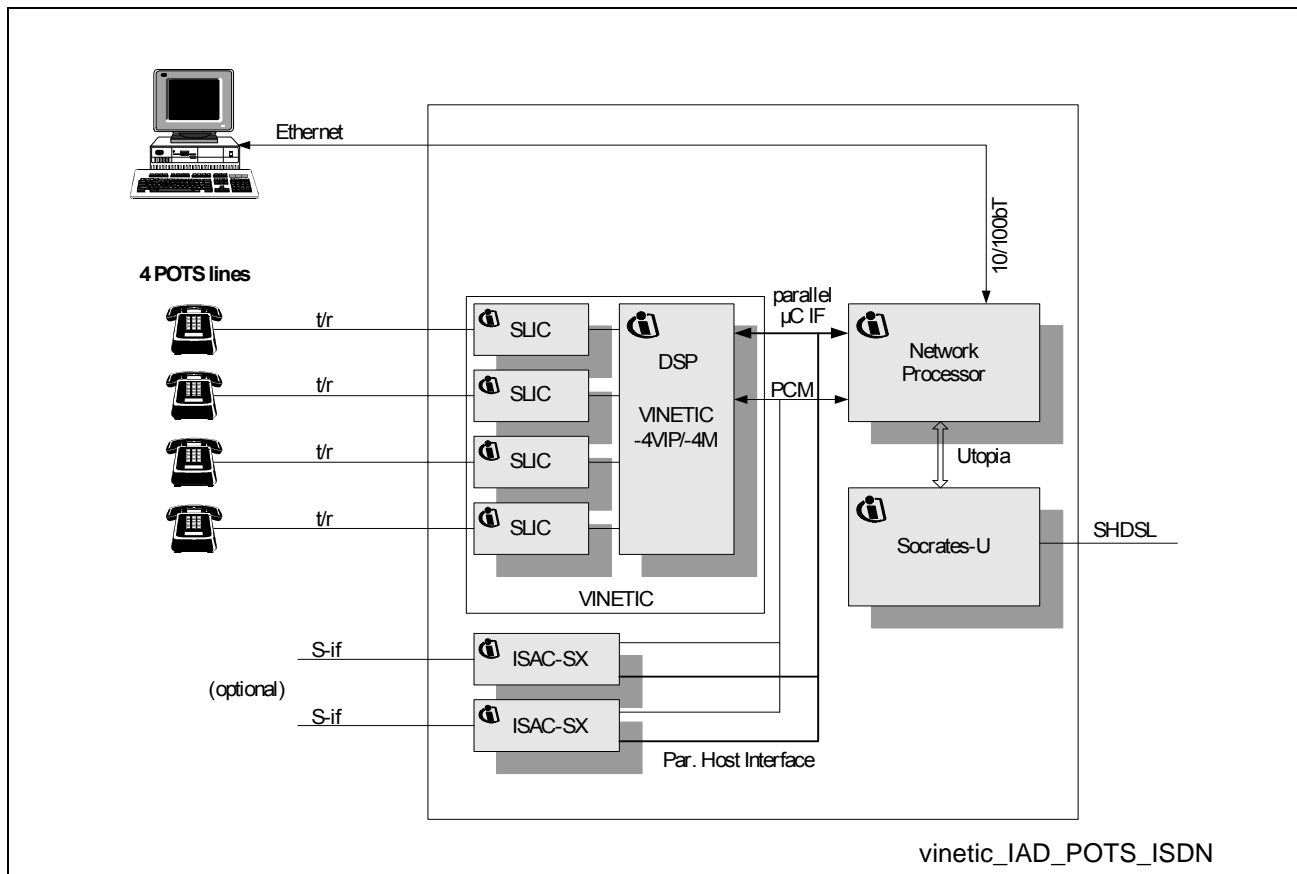 Ethernet
10/100bT
4 POTS lines
t/r
t/r
t/r
t/r
SLIC
SLIC
SLIC
SLIC
DSP
VINETIC
-4VIP/-4M
VINETIC
parallel
µC IF
PCM
Network
Processor
Utopia
Socrates-U
SHDSL
S-if
(optional)
S-if
ISAC-SX
ISAC-SX
Par. Host Interface
vinetic_IAD_POTS_ISDN